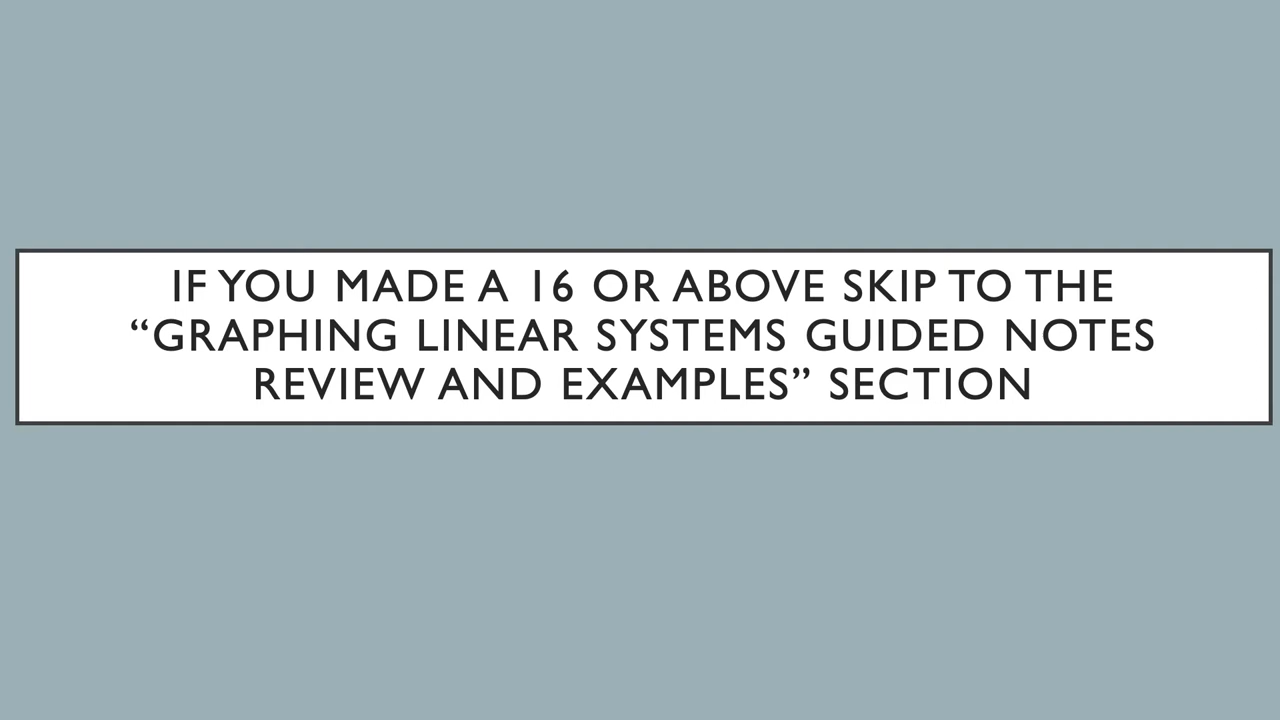 IF YOU MADE A 16 OR ABOVE SKIP TO THE
“GRAPHING LINEAR SYSTEMS GUIDED NOTES
REVIEW AND EXAMPLES” SECTION